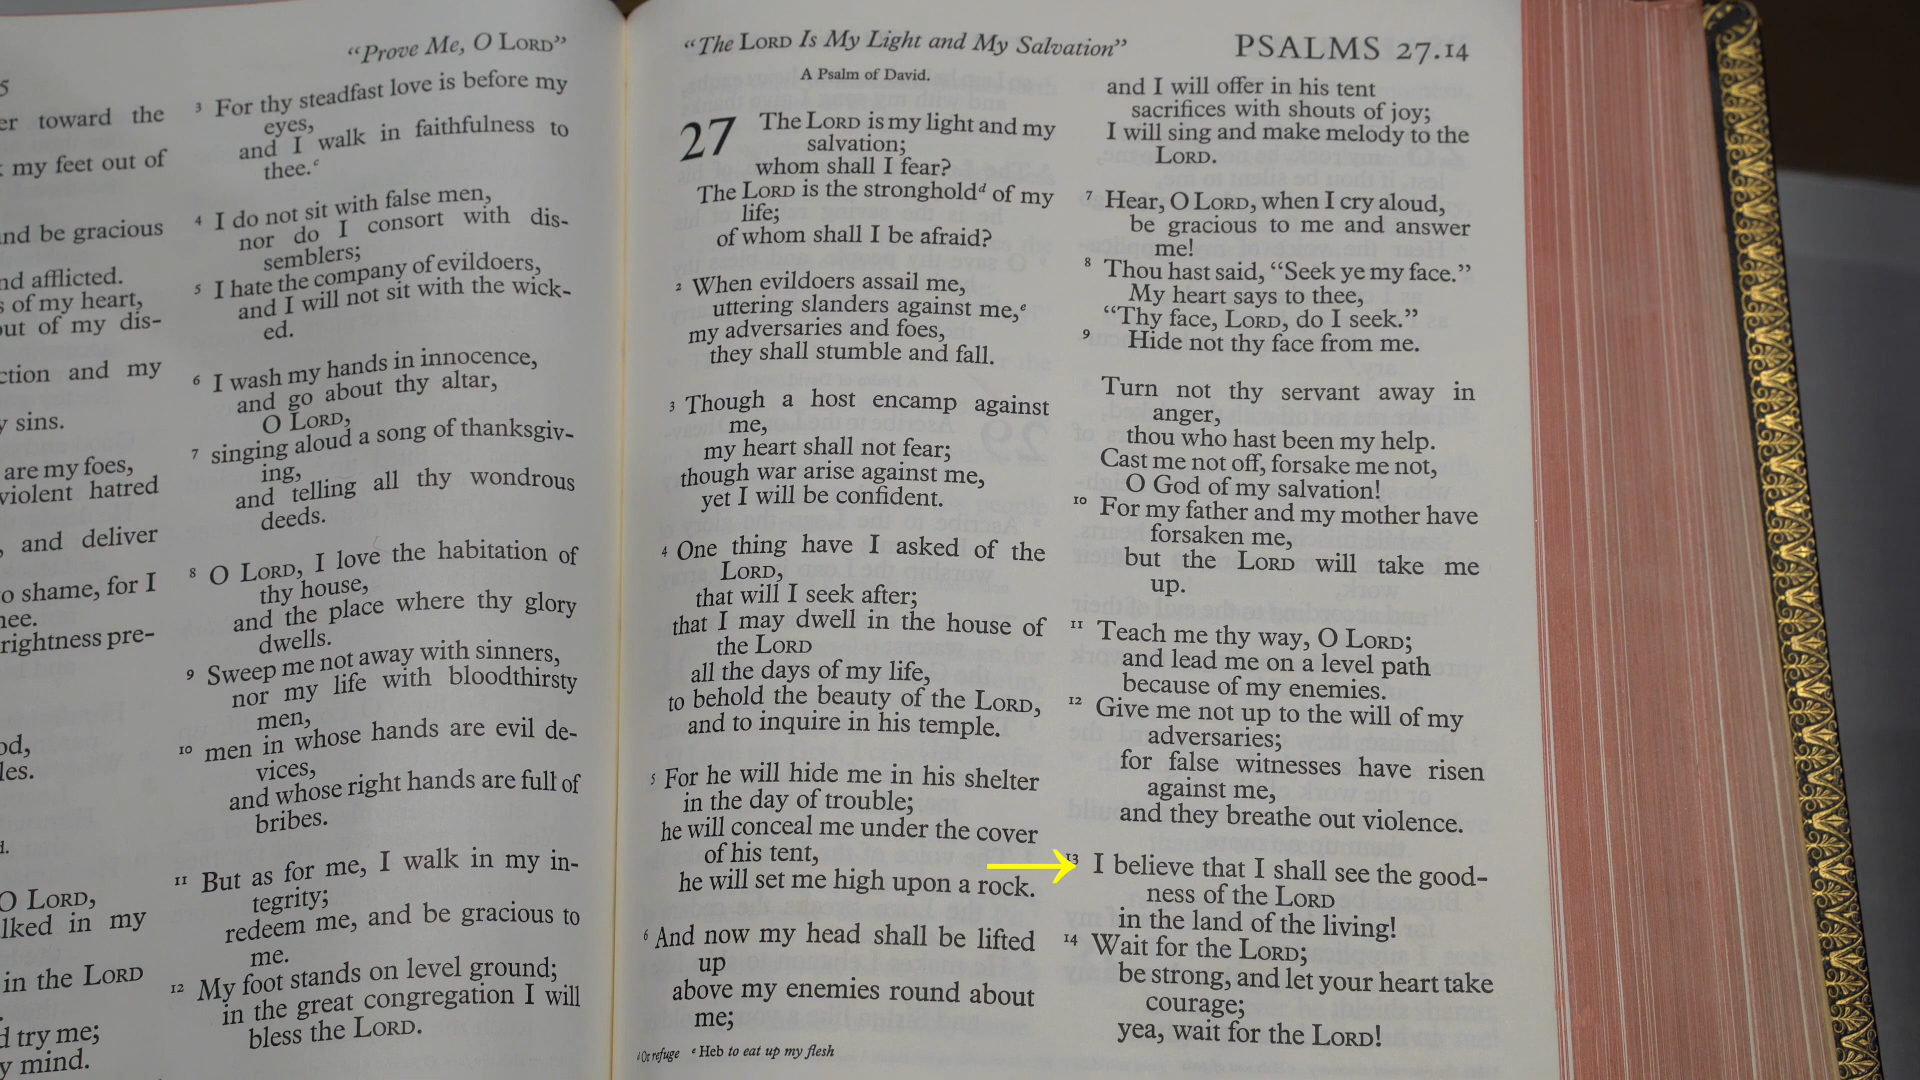 5
er toward the
my feet out of
and be gracious
nd afflicted.
s of my heart,
out of my dis-
ction and my
y sins.
are my foes,
violent hatred
, and deliver
o shame, for I
hee.
rightness pre-
od,
les.
d.
O LORD,
lked in my
in the LORD
d try me;
y mind.
“Prove Me, O LORD”
3 For thy steadfast love is before my
eyes,
and I walk in faithfulness to
thee.c
4 I do not sit with false men,
nor do I consort with dis-
semblers;
5 I hate the company of evildoers,
and I will not sit with the wick-
ed.
6 I wash my hands in innocence,
and go about thy altar,
O LORD,
7 singing aloud a song of thanksgiv-
ing,
and telling all thy wondrous
deeds.
8 O LORD, I love the habitation of
thy house,
and the place where thy glory
dwells.
9 Sweep me not away with sinners,
nor my life with bloodthirsty
men,
10 men in whose hands are evil de-
vices,
and whose right hands are full of
bribes.
11 But as for me, I walk in my in-
tegrity;
redeem me, and be gracious to
me.
12 My foot stands on level ground;
in the great congregation I will
bless the LORD.
“The LORD Is My Light and My Salvation”
PSALMS 27.14
A Psalm of David.
27 The LORD is my light and my
salvation;
whom shall I fear?
The LORD is the strongholdd of my
life;
of whom shall I be afraid?
2 When evildoers assail me,
uttering slanders against me,e
my adversaries and foes,
they shall stumble and fall.
3 Though a host encamp against
me,
my heart shall not fear;
though war arise against me,
yet I will be confident.
4 One thing have I asked of the
LORD,
that will I seek after;
that I may dwell in the house of
the LORD
all the days of my life,
to behold the beauty of the LORD,
and to inquire in his temple.
5 For he will hide me in his shelter
in the day of trouble;
he will conceal me under the cover
of his tent,
he will set me high upon a rock.
6 And now my head shall be lifted
up
above my enemies round about
me;
d Or refuge e Heb to eat up my flesh
and I will offer in his tent
sacrifices with shouts of joy;
I will sing and make melody to the
LORD.
7 Hear, O LORD, when I cry aloud,
be gracious to me and answer
me!
8 Thou hast said, “Seek ye my face.”
My heart says to thee,
“Thy face, LORD, do I seek.”
9 Hide not thy face from me.
Turn not thy servant away in
anger,
thou who hast been my help.
Cast me not off, forsake me not,
O God of my salvation!
10 For my father and my mother have
forsaken me,
but the LORD will take me
up.
11 Teach me thy way, O LORD;
and lead me on a level path
because of my enemies.
12 Give me not up to the will of my
adversaries;
for false witnesses have risen
against me,
and they breathe out violence.
13 I believe that I shall see the good-
ness of the LORD
in the land of the living!
14 Wait for the LORD;
be strong, and let your heart take
courage;
yea, wait for the LORD!